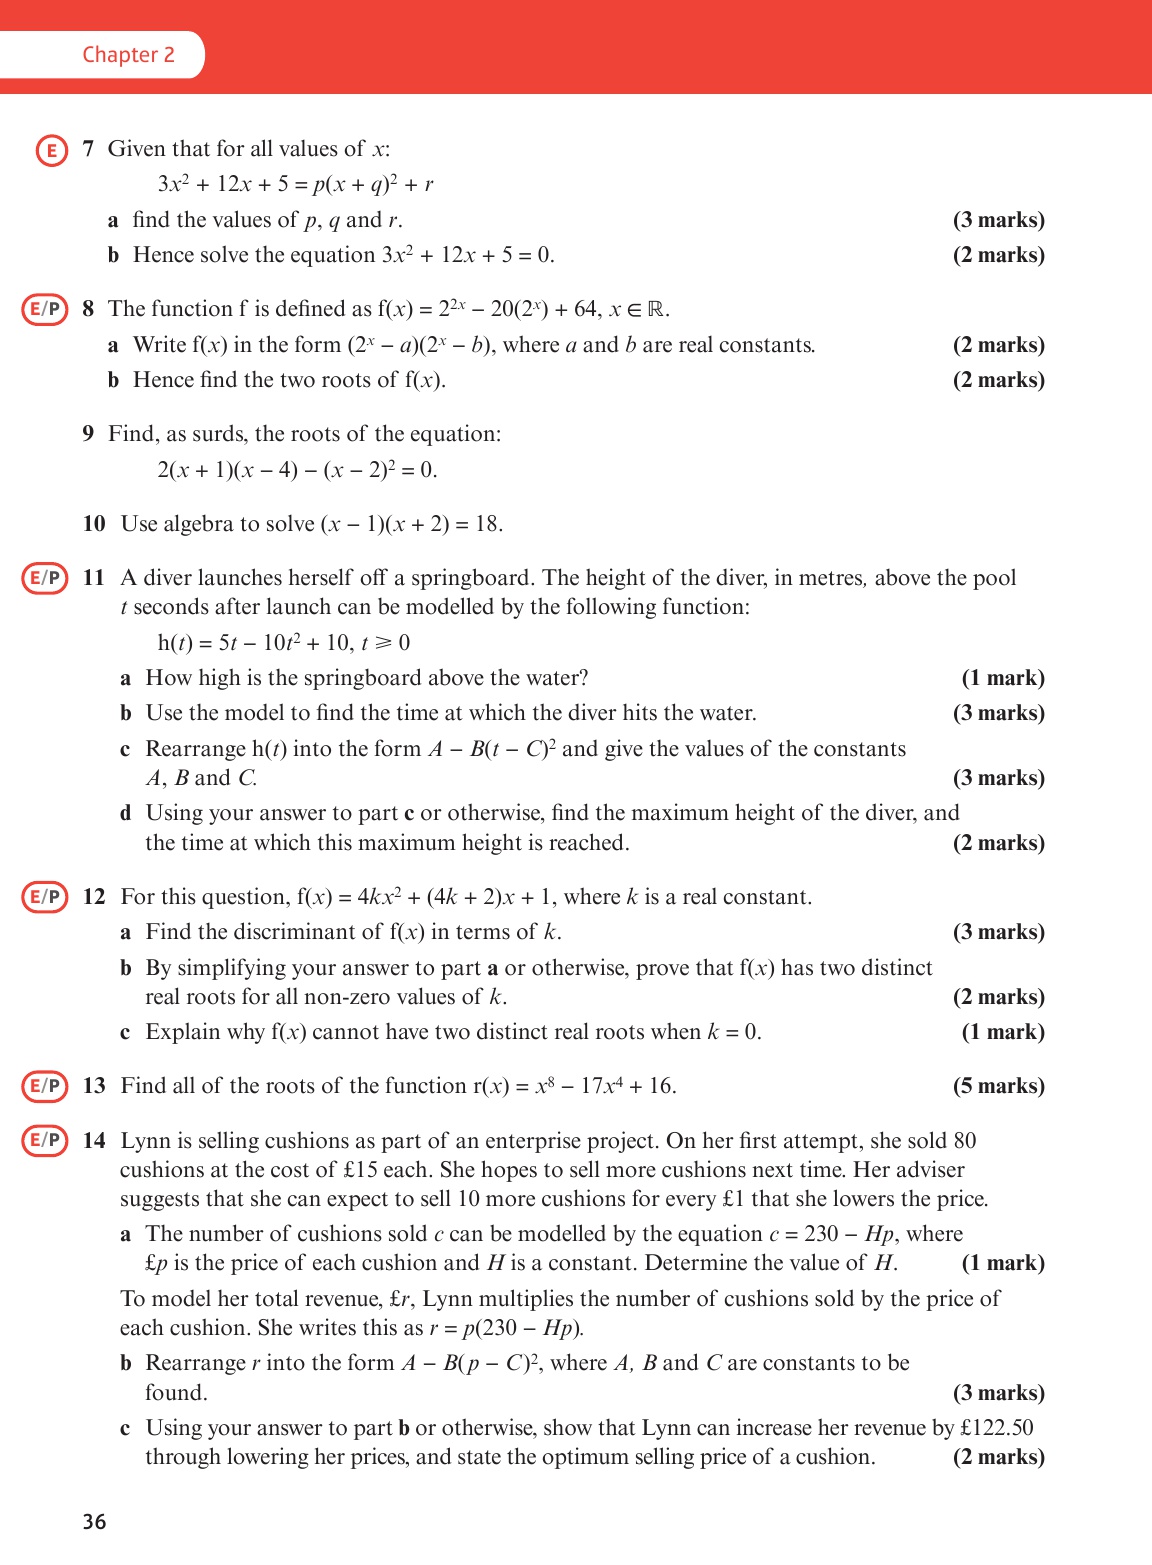 Chapter 2
E 7 Given that for all values of x:
3x² + 12x + 5 = p(x + q)² + r
a find the values of p, q and r. (3 marks)
b Hence solve the equation 3x² + 12x + 5 = 0. (2 marks)
E/P 8 The function f is defined as f(x) = 2²ˣ − 20(2ˣ) + 64, x ∈ ℝ.
a Write f(x) in the form (2ˣ − a)(2ˣ − b), where a and b are real constants. (2 marks)
b Hence find the two roots of f(x). (2 marks)
9 Find, as surds, the roots of the equation:
2(x + 1)(x − 4) − (x − 2)² = 0.
10 Use algebra to solve (x − 1)(x + 2) = 18.
E/P 11 A diver launches herself off a springboard. The height of the diver, in metres, above the pool
t seconds after launch can be modelled by the following function:
h(t) = 5t − 10t² + 10, t ⩾ 0
a How high is the springboard above the water? (1 mark)
b Use the model to find the time at which the diver hits the water. (3 marks)
c Rearrange h(t) into the form A − B(t − C)² and give the values of the constants
A, B and C. (3 marks)
d Using your answer to part c or otherwise, find the maximum height of the diver, and
the time at which this maximum height is reached. (2 marks)
E/P 12 For this question, f(x) = 4kx² + (4k + 2)x + 1, where k is a real constant.
a Find the discriminant of f(x) in terms of k. (3 marks)
b By simplifying your answer to part a or otherwise, prove that f(x) has two distinct
real roots for all non-zero values of k. (2 marks)
c Explain why f(x) cannot have two distinct real roots when k = 0. (1 mark)
E/P 13 Find all of the roots of the function r(x) = x⁸ − 17x⁴ + 16. (5 marks)
E/P 14 Lynn is selling cushions as part of an enterprise project. On her first attempt, she sold 80
cushions at the cost of £15 each. She hopes to sell more cushions next time. Her adviser
suggests that she can expect to sell 10 more cushions for every £1 that she lowers the price.
a The number of cushions sold c can be modelled by the equation c = 230 − Hp, where
£p is the price of each cushion and H is a constant. Determine the value of H. (1 mark)
To model her total revenue, £r, Lynn multiplies the number of cushions sold by the price of
each cushion. She writes this as r = p(230 − Hp).
b Rearrange r into the form A − B(p − C)², where A, B and C are constants to be
found. (3 marks)
c Using your answer to part b or otherwise, show that Lynn can increase her revenue by £122.50
through lowering her prices, and state the optimum selling price of a cushion. (2 marks)
36